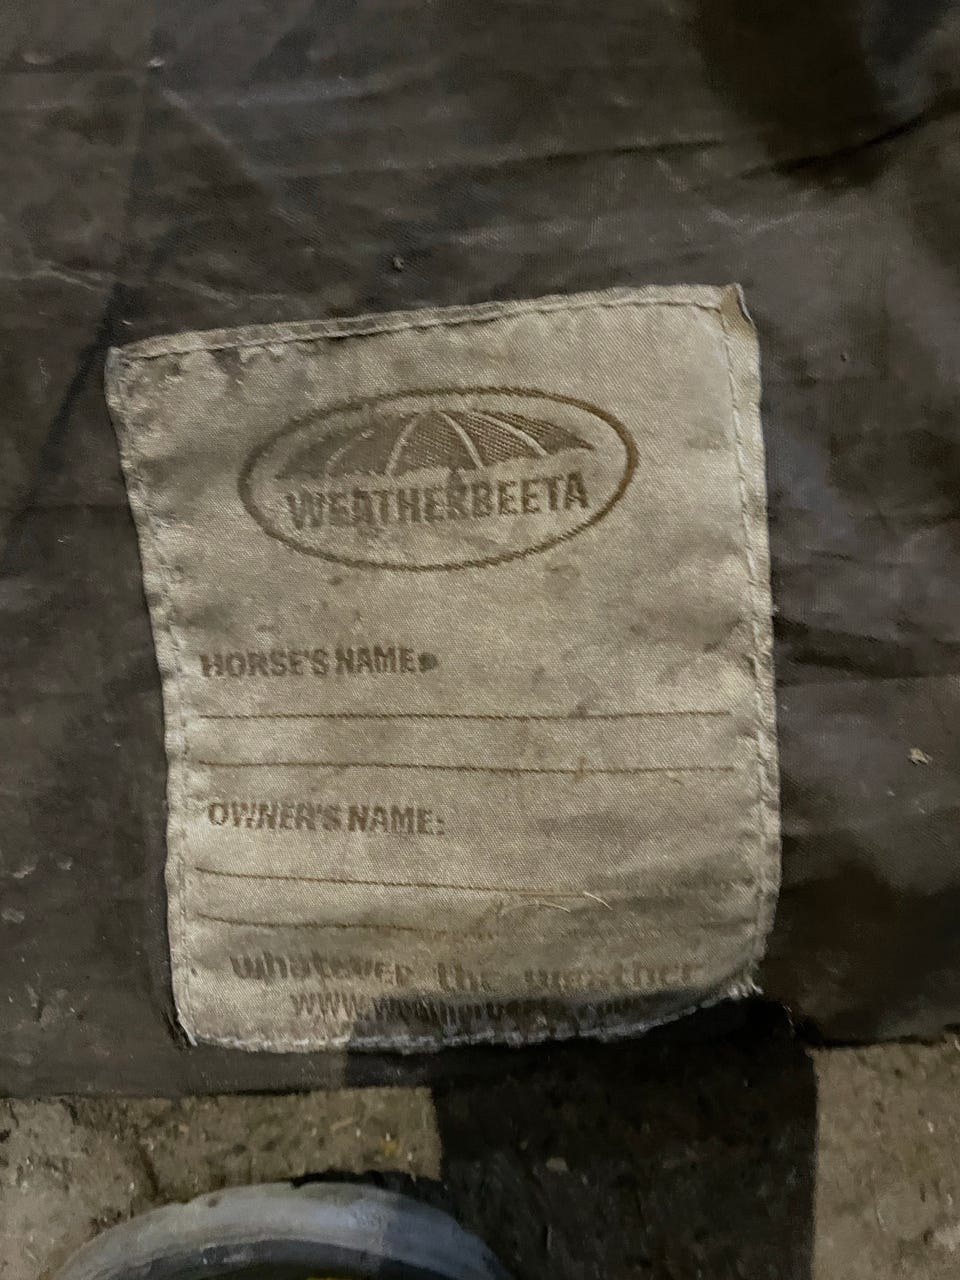 WEATHERBEETA
HORSE'S NAME:
OWNER'S NAME:
whatever the weather